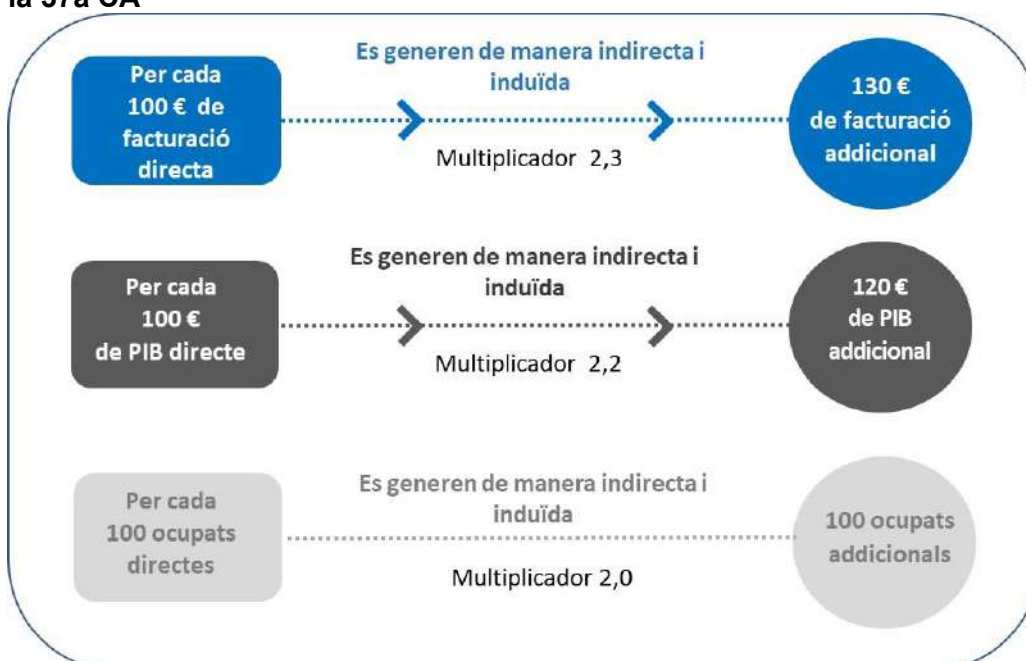 la 37a CA
Per cada
100 € de
facturació
directa
Es generen de manera indirecta i
induïda
Multiplicador 2,3
130 €
de facturació
addicional
Per cada
100 €
de PIB directe
Es generen de manera indirecta i
induïda
Multiplicador 2,2
120 €
de PIB
addicional
Per cada
100 ocupats
directes
Es generen de manera indirecta i
induïda
Multiplicador 2,0
100 ocupats
addicionals